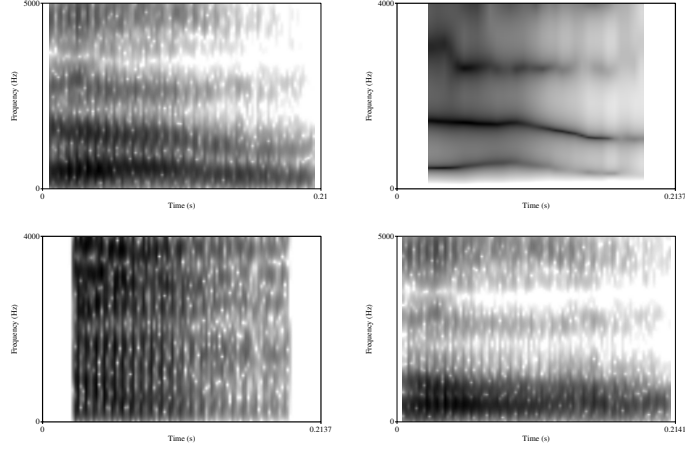 5000
Frequency (Hz)
0
0
0.21
Time (s)
4000
Frequency (Hz)
0
0
0.2137
Time (s)
4000
Frequency (Hz)
0
0
0.2137
Time (s)
5000
Frequency (Hz)
0
0
0.2141
Time (s)